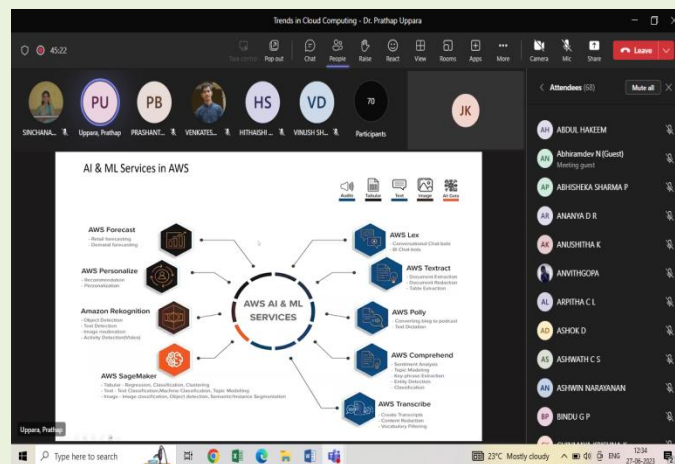 Trends in Cloud Computing - Dr. Prathap Uppara
45:22
Take control Pop out Chat People Raise React View Rooms Apps More Camera Mic Share Leave
PU PB HS VD 70
SINCHANA... Uppara, Prathap PRASHANT... VENKATES... HITHAISHI ... VINUSH SH... Participants
JK
Attendees (68) Mute all
AH ABDUL HAKEEM
AN Abhiramdev N (Guest)
Meeting guest
AP ABHISHEKA SHARMA P
AR ANANYA D R
AK ANUSHITHA K
ANVITHGOPA
AL ARPITHA C L
AD ASHOK D
AS ASHWATH C S
AN ASHWIN NARAYANAN
BP BINDU G P
AI & ML Services in AWS
Audio Tabular Text Image All Data
AWS Forecast
- Retail forecasting
- Demand forecasting
AWS Personalize
- Recommendation
- Personalization
Amazon Rekognition
- Object Detection
- Text Detection
- Image moderation
- Activity Detection(Video)
AWS SageMaker
- Tabular - Regression, Classification, Clustering
- Text - Text Classification,Machine Classification, Topic Modelling
- Image - Image classification, Object detection, Semantic/Instance Segmentation
AWS AI & ML
SERVICES
AWS Lex
- Conversational Chat-bots
- BI Chat-bots
AWS Textract
- Document Extraction
- Document Redaction
- Table Extraction
AWS Polly
- Converting blog to podcast
- Text Dictation
AWS Comprehend
- Sentiment Analysis
- Topic Modeling
- Key-phrase Extraction
- Entity Detection
- Classification
AWS Transcribe
- Create Transcripts
- Content Redaction
- Vocabulary Filtering
Uppara, Prathap
Type here to search
23°C Mostly cloudy ENG 12:34
27-06-2023